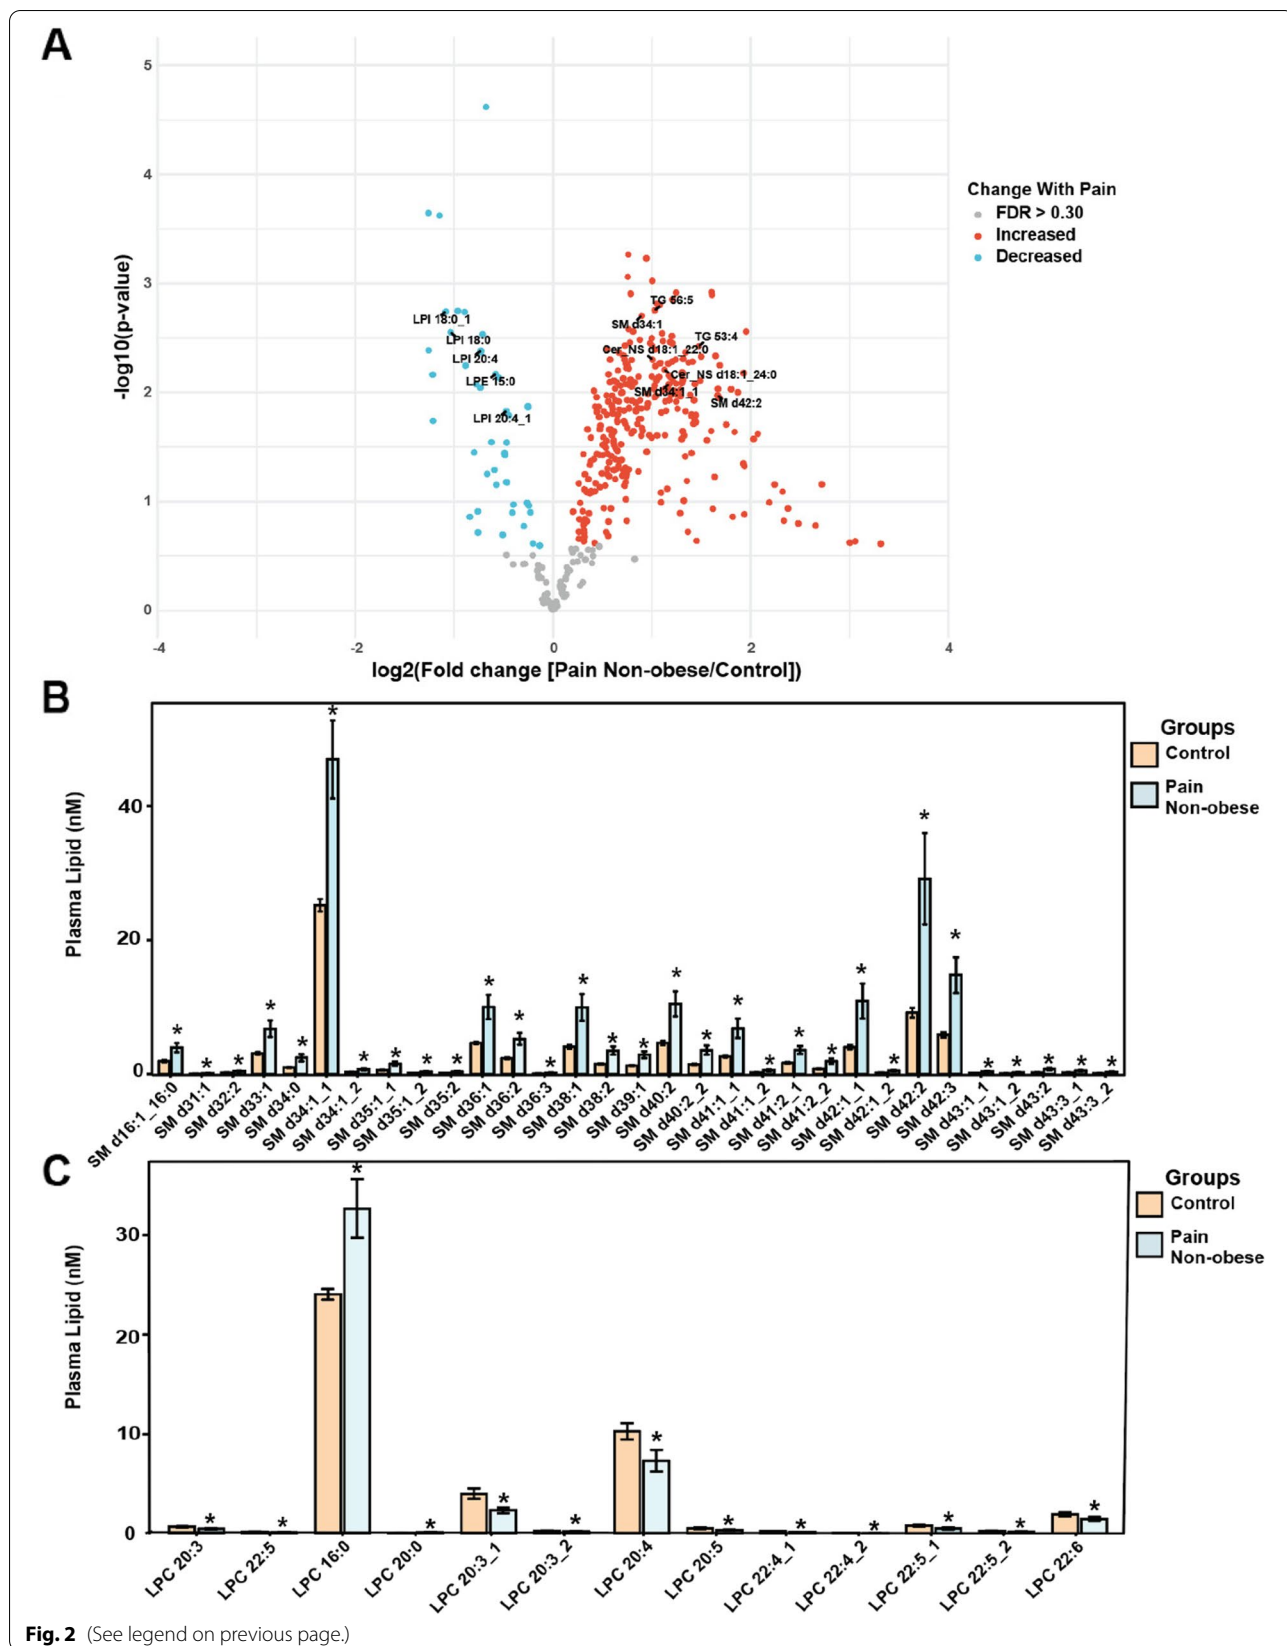 A
5
4
3
2
1
0
-log10(p-value)
-4
-2
0
2
4
log2(Fold change [Pain Non-obese/Control])
LPI 18:0_1
LPI 18:0
LPI 20:4
LPE 15:0
LPI 20:4_1
TG 56:5
SM d34:1
TG 53:4
Cer_NS d18:1_22:0
Cer_NS d18:1_24:0
SM d34:1_1
SM d42:2
Change With Pain
FDR > 0.30
Increased
Decreased
B
Plasma Lipid (nM)
40
20
0
* * * * * * * * * * * * * * * * * * * * * * * * * * * * * * *
SM d16:1_16:0
SM d31:1
SM d32:2
SM d33:1
SM d34:0
SM d34:1_1
SM d34:1_2
SM d35:1_1
SM d35:1_2
SM d35:2
SM d36:1
SM d36:2
SM d36:3
SM d38:1
SM d38:2
SM d39:1
SM d40:2
SM d40:2_2
SM d41:1_1
SM d41:1_2
SM d41:2_1
SM d41:2_2
SM d42:1_1
SM d42:1_2
SM d42:2
SM d42:3
SM d43:1_1
SM d43:1_2
SM d43:2
SM d43:3_1
SM d43:3_2
Groups
Control
Pain
Non-obese
C
Plasma Lipid (nM)
30
20
10
0
* * * * * * * * * * * * *
LPC 20:3
LPC 22:5
LPC 16:0
LPC 20:0
LPC 20:3_1
LPC 20:3_2
LPC 20:4
LPC 20:5
LPC 22:4_1
LPC 22:4_2
LPC 22:5_1
LPC 22:5_2
LPC 22:6
Groups
Control
Pain
Non-obese
Fig. 2 (See legend on previous page.)